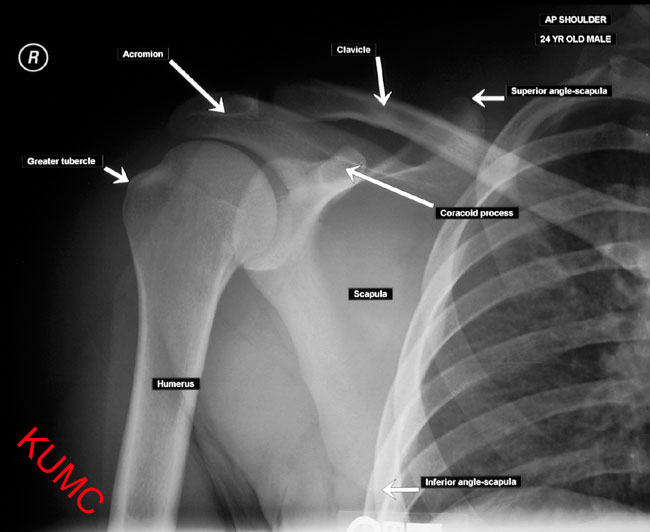 AP SHOULDER
24 YR OLD MALE
R
Acromion
Clavicle
Superior angle-scapula
Greater tubercle
Coracoid process
Scapula
Humerus
Inferior angle-scapula
KUMC